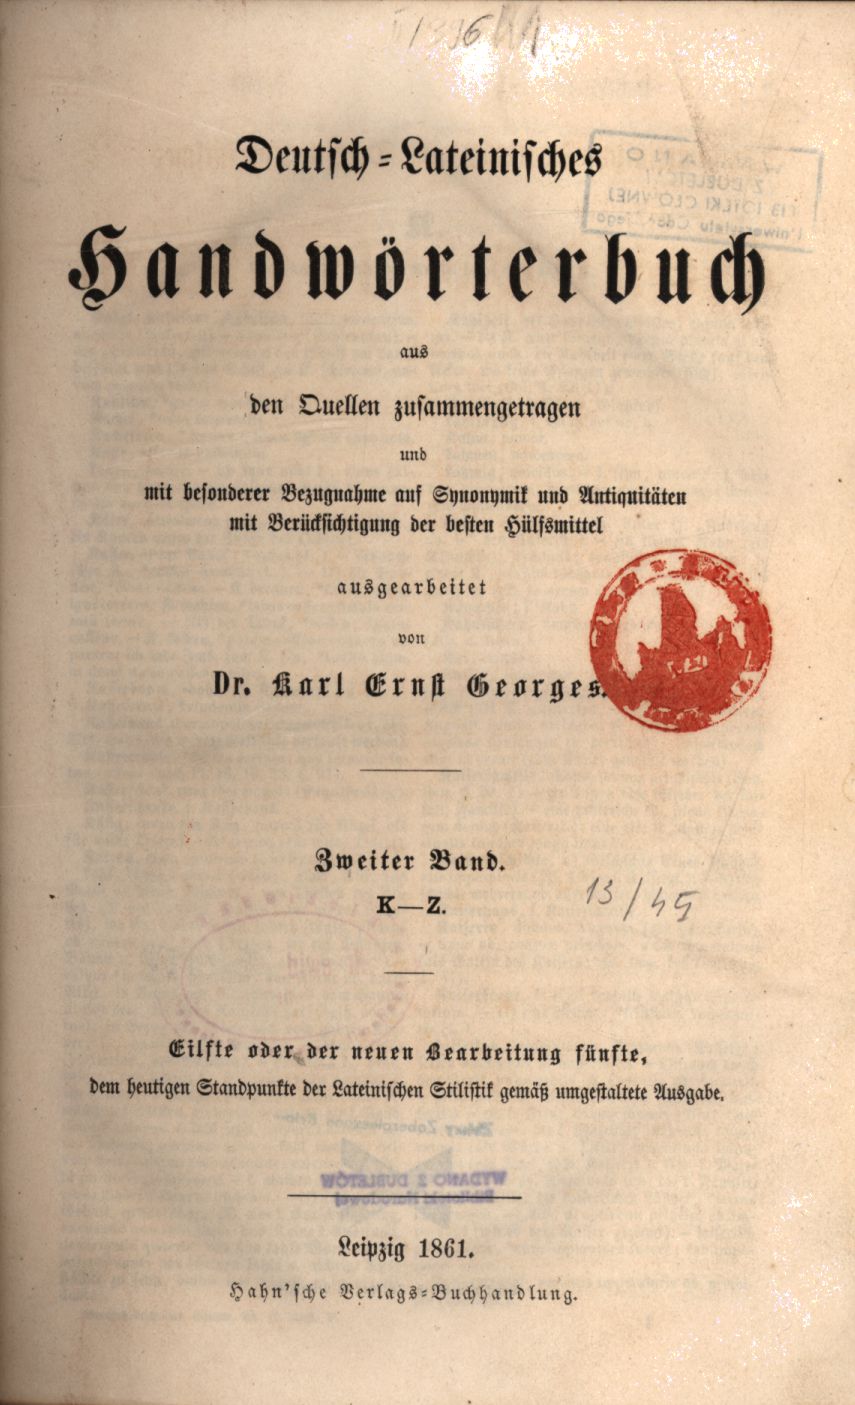 Deutsch-Lateinisches
Handwörterbuch
aus
den Quellen zusammengetragen
und
mit besonderer Bezugnahme auf Synonymik und Antiquitäten
mit Berücksichtigung der besten Hülfsmittel
ausgearbeitet
von
Dr. Karl Ernst Georges.
Zweiter Band.
K—Z.
13/45
Eilfte oder der neuen Bearbeitung fünfte,
dem heutigen Standpunkte der Lateinischen Stilistik gemäß umgestaltete Ausgabe.
WYDANO Z DUBLETÓW
Leipzig 1861.
Hahn'sche Verlags-Buchhandlung.